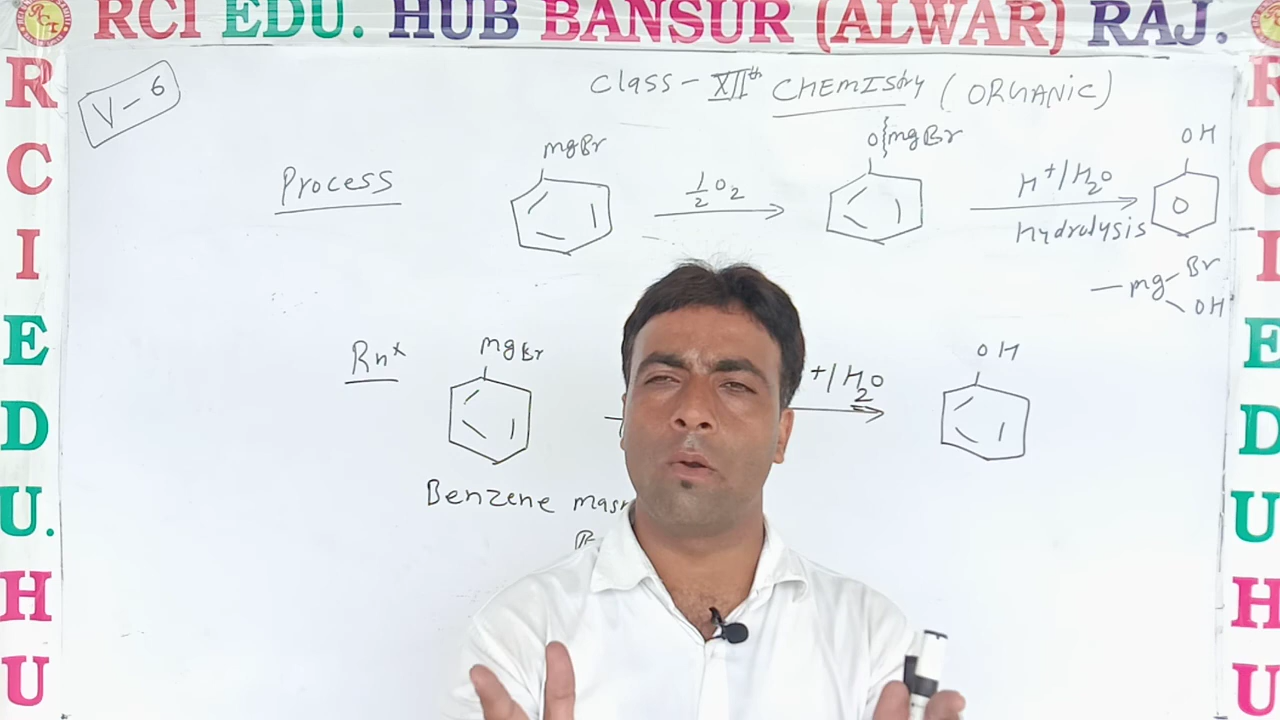 RCI EDU. HUB BANSUR (ALWAR) RAJ.
R
C
I
E
D
U.
H
U
V-6
Class - XIIth CHEMIstry (ORGANIC)
Process
mgBr
1/2 O2
O}mgBr
H+/H2O
Hydrolysis
OH
O
mg Br
OH
Rnx
mgBr
+/H2O
OH
Benzene
R
C
I
E
D
U
H
U